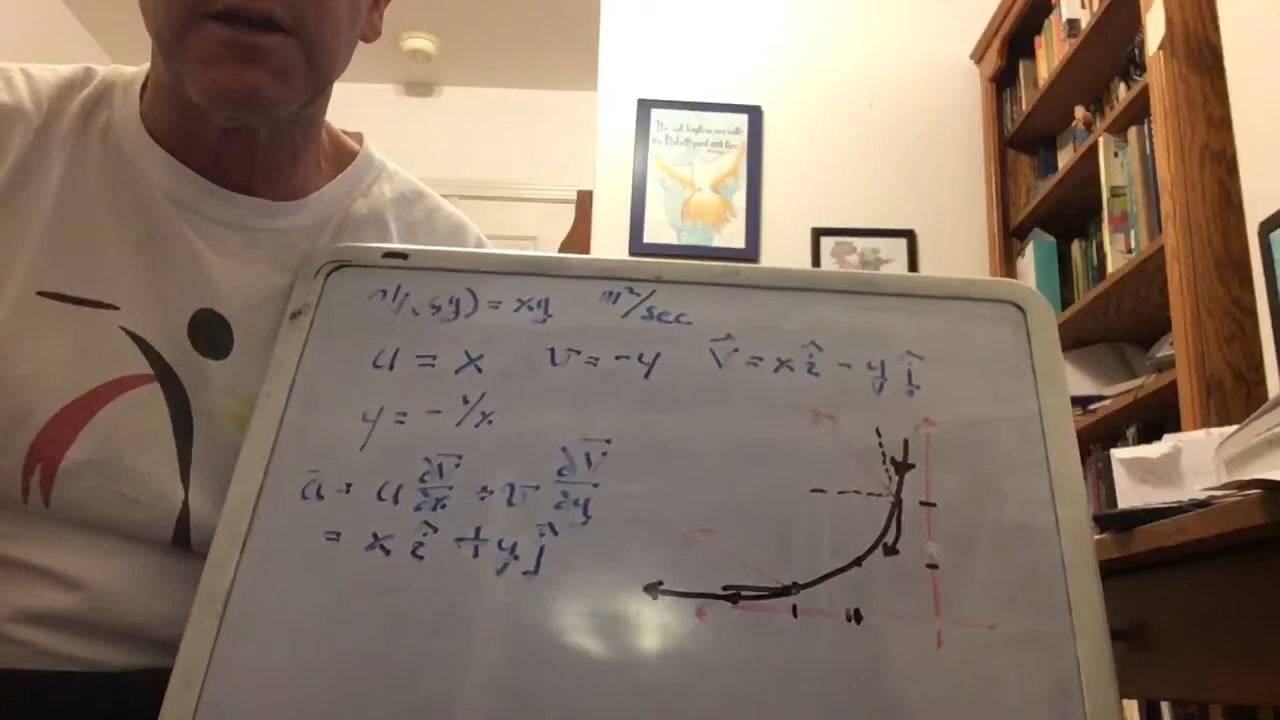 (x,y) = xy m²/sec
u = x v = -y V⃗ = x î - y ĵ
y = -1/x
a⃗ = u ∂V⃗/∂x + v ∂V⃗/∂y
= x î + y ĵ